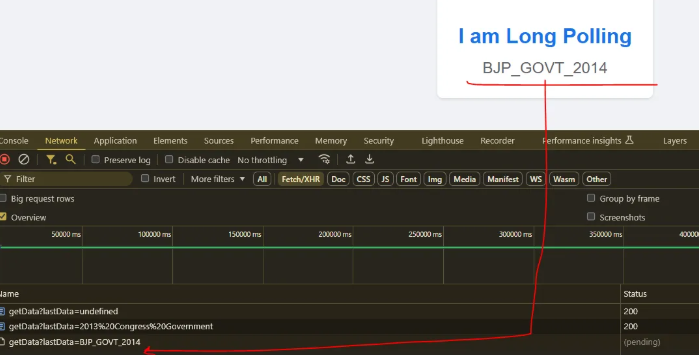 I am Long Polling
BJP_GOVT_2014
Console Network Application Elements Sources Performance Memory Security Lighthouse Recorder Performance insights Layers
Preserve log Disable cache No throttling
Filter Invert More filters All Fetch/XHR Doc CSS JS Font Img Media Manifest WS Wasm Other
Big request rows Group by frame
Overview Screenshots
50000 ms 100000 ms 150000 ms 200000 ms 250000 ms 300000 ms 350000 ms 40000
Name Status
getData?lastData=undefined 200
getData?lastData=2013%20Congress%20Government 200
getData?lastData=BJP_GOVT_2014 (pending)